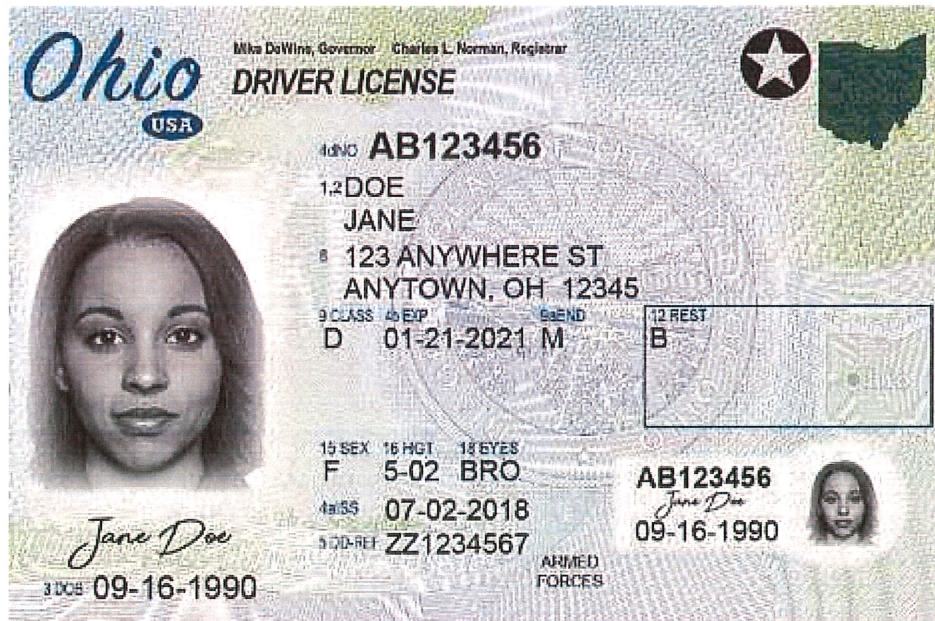 Ohio
USA
Mike DeWine, Governor Charles L. Norman, Registrar
DRIVER LICENSE
4d NO AB123456
1,2 DOE
JANE
8 123 ANYWHERE ST
ANYTOWN, OH 12345
9 CLASS 4b EXP 9a END 12 REST
D 01-21-2021 M B
Ohio
15 SEX 16 HGT 18 EYES
F 5-02 BRO
4a ISS 07-02-2018
5 DD-REF ZZ1234567
ARMED
FORCES
AB123456
Jane Doe
09-16-1990
Jane Doe
3 DOB 09-16-1990